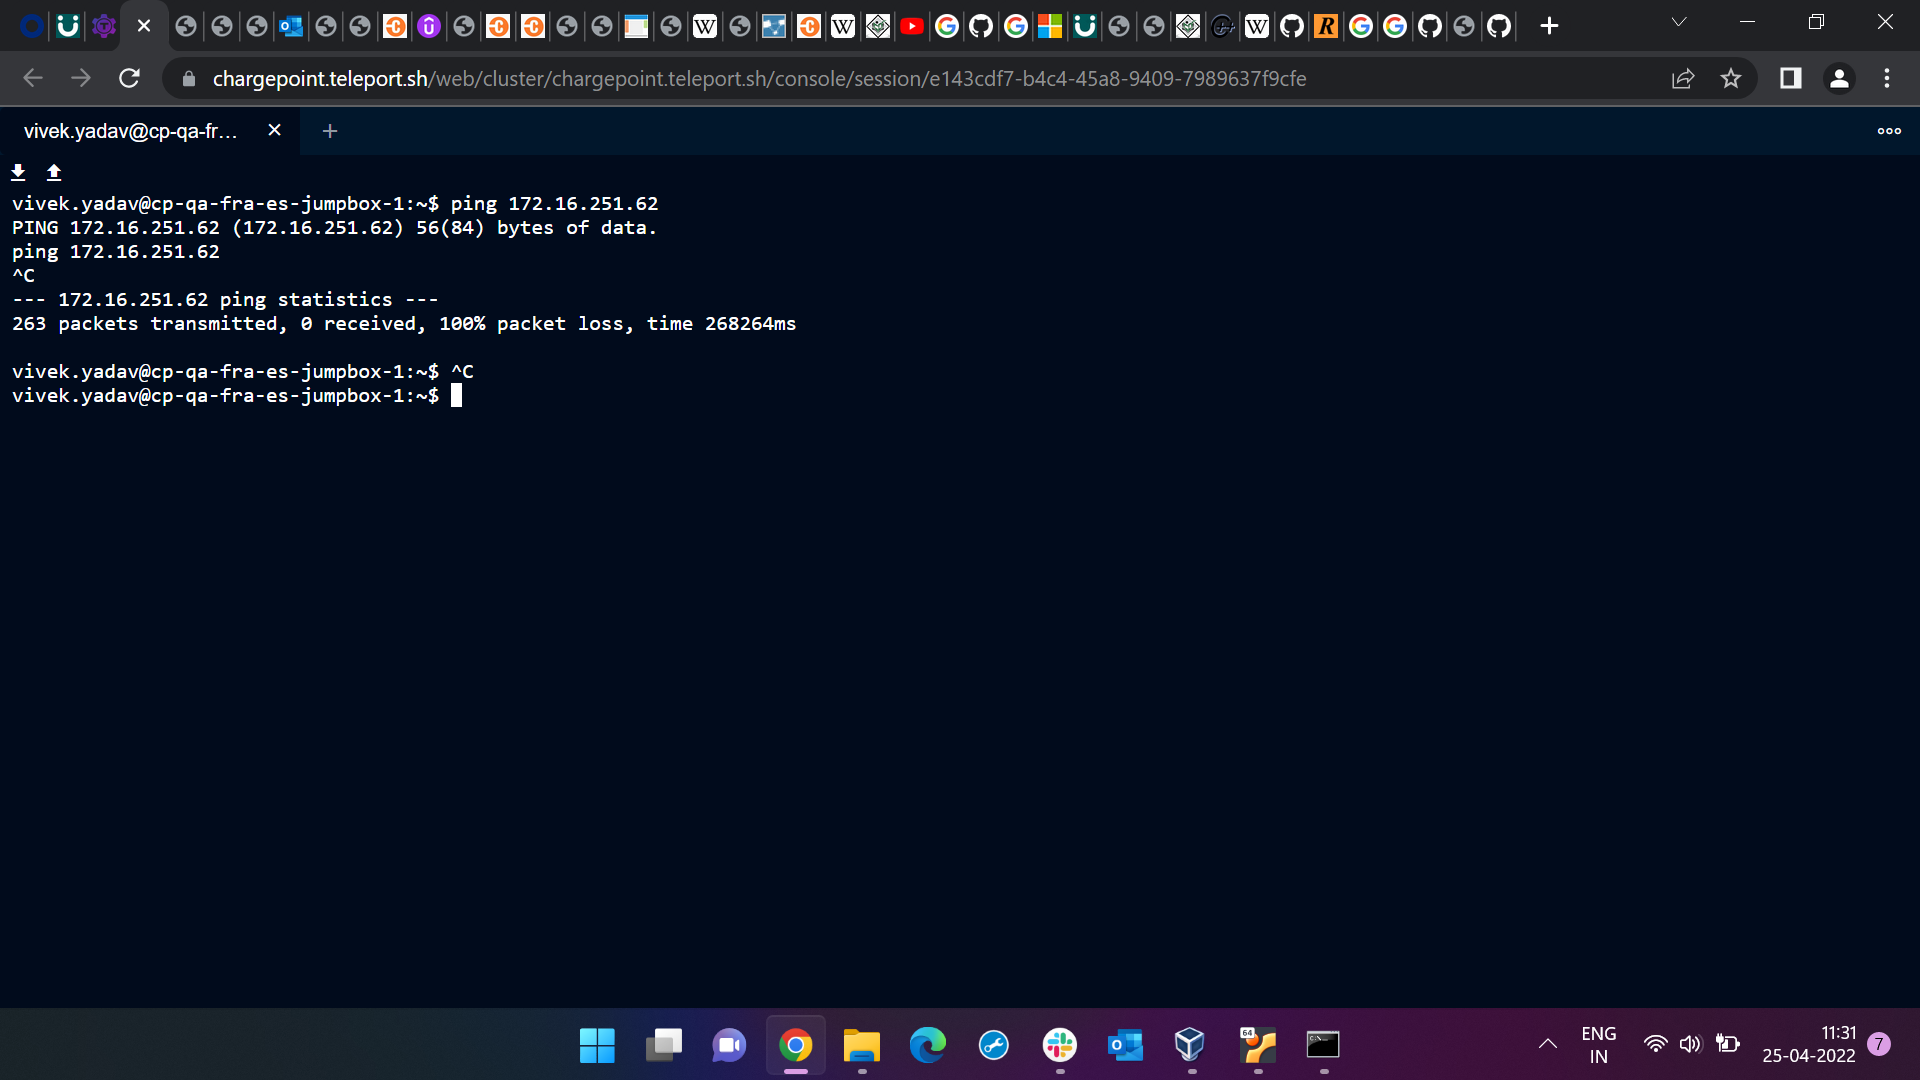 chargepoint.teleport.sh/web/cluster/chargepoint.teleport.sh/console/session/e143cdf7-b4c4-45a8-9409-7989637f9cfe
vivek.yadav@cp-qa-fr...
vivek.yadav@cp-qa-fra-es-jumpbox-1:~$ ping 172.16.251.62
PING 172.16.251.62 (172.16.251.62) 56(84) bytes of data.
ping 172.16.251.62
^C
--- 172.16.251.62 ping statistics ---
263 packets transmitted, 0 received, 100% packet loss, time 268264ms
vivek.yadav@cp-qa-fra-es-jumpbox-1:~$ ^C
vivek.yadav@cp-qa-fra-es-jumpbox-1:~$
64
ENG
IN
11:31
25-04-2022
7